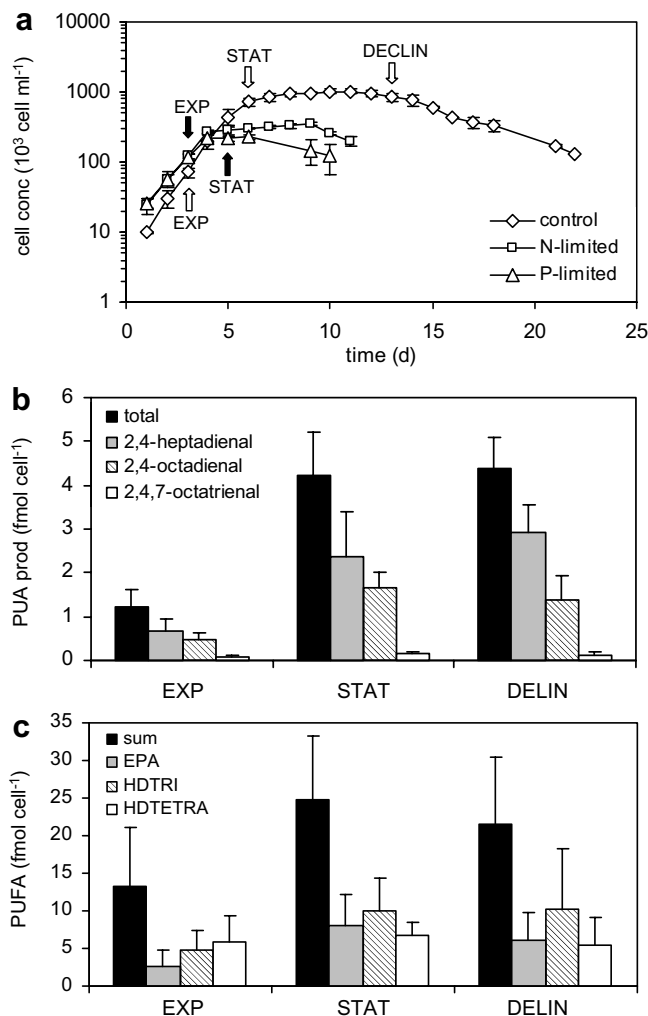 a
10000
1000
100
10
1
cell conc (10³ cell ml⁻¹)
STAT
DECLIN
EXP
STAT
EXP
control
N-limited
P-limited
0 5 10 15 20 25
time (d)
b
6
5
4
3
2
1
0
PUA prod (fmol cell⁻¹)
total
2,4-heptadienal
2,4-octadienal
2,4,7-octatrienal
EXP STAT DELIN
c
35
30
25
20
15
10
5
0
PUFA (fmol cell⁻¹)
sum
EPA
HDTRI
HDTETRA
EXP STAT DELIN